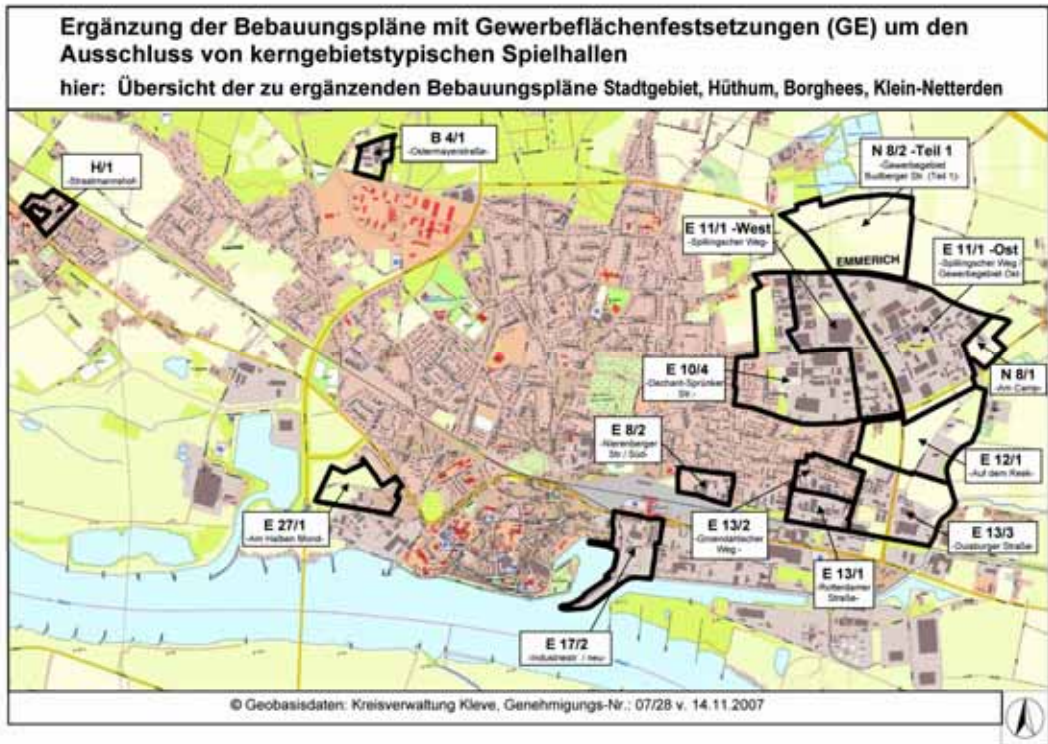 Ergänzung der Bebauungspläne mit Gewerbeflächenfestsetzungen (GE) um den
Ausschluss von kerngebietstypischen Spielhallen
hier: Übersicht der zu ergänzenden Bebauungspläne Stadtgebiet, Hüthum, Borghees, Klein-Netterden
H/1
-Straatmannshof-
B 4/1
-Ostermayerstraße-
N 8/2 -Teil 1
-Gewerbegebiet
Budberger Str. (Teil 1)-
E 11/1 -West
-Spillingscher Weg-
EMMERICH
E 11/1 -Ost
-Spillingscher Weg /
Gewerbegebiet Ost-
E 10/4
-Dechant-Sprünken
Str.-
N 8/1
-Am Camp-
E 8/2
-Nierenberger
Str./ Süd-
E 12/1
-Auf dem Reek-
E 27/1
-Am Halben Mond-
E 13/2
-Groendahlscher
Weg -
E 13/3
-Duisburger Straße-
E 13/1
-Rotterdamer
Straße-
E 17/2
-Industriestr. / neu-
© Geobasisdaten: Kreisverwaltung Kleve, Genehmigungs-Nr.: 07/28 v. 14.11.2007